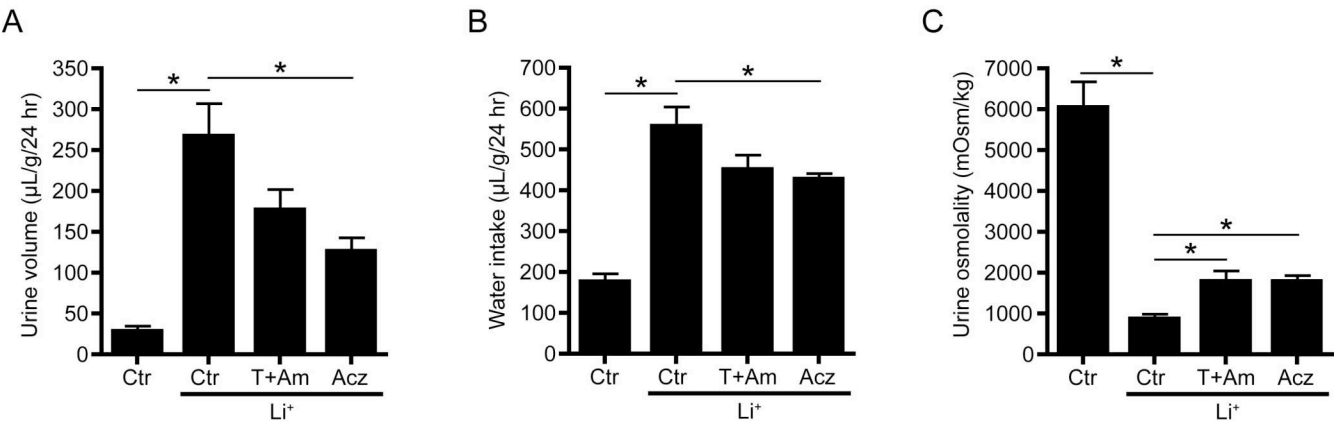 A
Urine volume (µL/g/24 hr)
350
300
250
200
150
100
50
0
*
*
Ctr
Ctr
T+Am
Acz
Li⁺
B
Water intake (µL/g/24 hr)
700
600
500
400
300
200
100
0
*
*
Ctr
Ctr
T+Am
Acz
Li⁺
C
Urine osmolality (mOsm/kg)
7000
6000
5000
4000
3000
2000
1000
0
*
*
*
Ctr
Ctr
T+Am
Acz
Li⁺